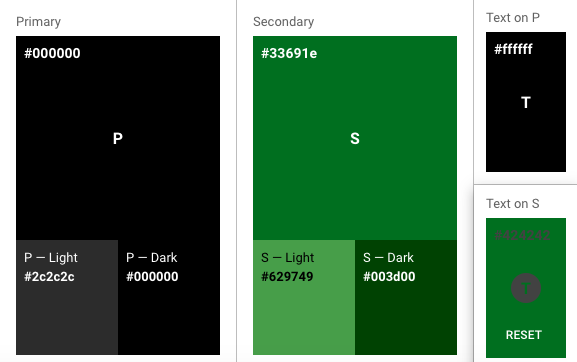 Primary
#000000
P
P — Light
#2c2c2c
P — Dark
#000000
Secondary
#33691e
S
S — Light
#629749
S — Dark
#003d00
Text on P
#ffffff
T
Text on S
T
RESET